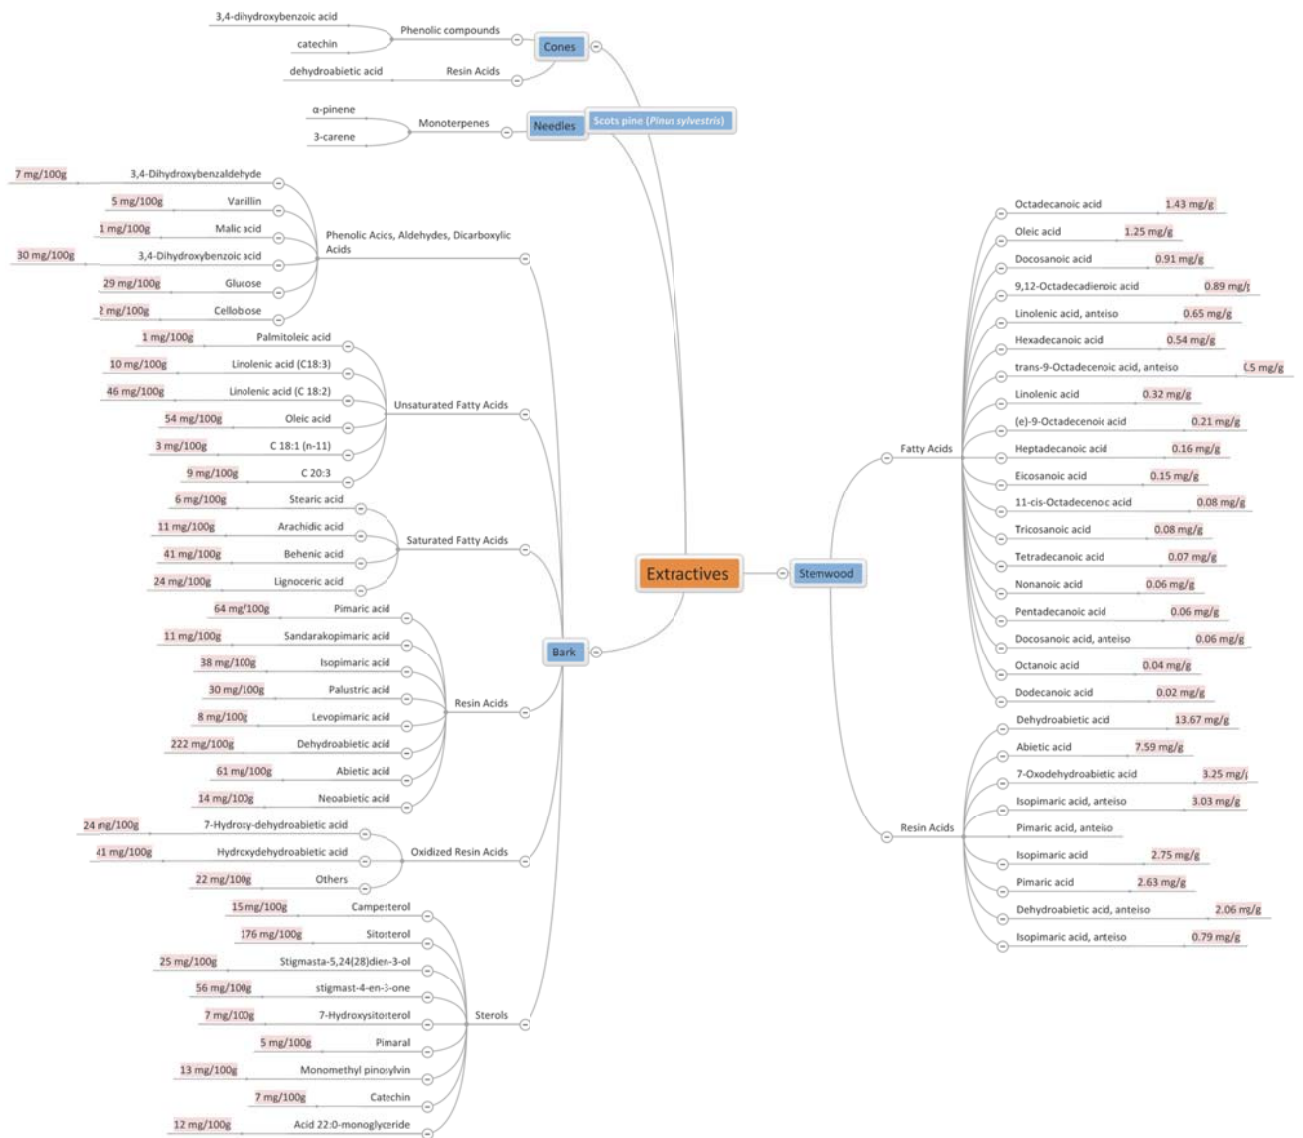 3,4-dihydroxybenzoic acid
catechin
Phenolic compounds
dehydroabietic acid
Resin Acids
Cones
α-pinene
3-carene
Monoterpenes
Needles
Scots pine (Pinus sylvestris)
7 mg/100g 3,4-Dihydroxybenzaldehyde
5 mg/100g Varillin
1 mg/100g Malic acid
30 mg/100g 3,4-Dihydroxybenzoic acid
29 mg/100g Glucose
2 mg/100g Cellobose
Phenolic Acics, Aldehydes, Dicarboxylic
Acids
1 mg/100g Palmitoleic acid
10 mg/100g Linolenic acid (C18:3)
46 mg/100g Linolenic acid (C 18:2)
54 mg/100g Oleic acid
3 mg/100g C 18:1 (n-11)
9 mg/100g C 20:3
Unsaturated Fatty Acids
6 mg/100g Stearic acid
11 mg/100g Arachidic acid
41 mg/100g Behenic acid
24 mg/100g Lignoceric acid
Saturated Fatty Acids
64 mg/100g Pimaric acid
11 mg/100g Sandarakopimaric acid
38 mg/100g Isopimaric acid
30 mg/100g Palustric acid
8 mg/100g Levopimaric acid
222 mg/100g Dehydroabietic acid
61 mg/100g Abietic acid
14 mg/100g Neoabietic acid
Resin Acids
24 mg/100g 7-Hydroxy-dehydroabietic acid
41 mg/100g Hydroxydehydroabietic acid
22 mg/100g Others
Oxidized Resin Acids
15 mg/100g Campesterol
176 mg/100g Sitosterol
25 mg/100g Stigmasta-5,24(28)dien-3-ol
56 mg/100g stigmast-4-en-3-one
7 mg/100g 7-Hydroxysitosterol
5 mg/100g Pimaral
13 mg/100g Monomethyl pinosylvin
7 mg/100g Catechin
12 mg/100g Acid 22:0-monoglyceride
Sterols
Bark
Extractives
Stemwood
Fatty Acids
Octadecanoic acid 1.43 mg/g
Oleic acid 1.25 mg/g
Docosanoic acid 0.91 mg/g
9,12-Octadecadienoic acid 0.89 mg/g
Linolenic acid, anteiso 0.65 mg/g
Hexadecanoic acid 0.54 mg/g
trans-9-Octadecenoic acid, anteiso 0.5 mg/g
Linolenic acid 0.32 mg/g
(e)-9-Octadecenoic acid 0.21 mg/g
Heptadecanoic acid 0.16 mg/g
Eicosanoic acid 0.15 mg/g
11-cis-Octadecenoic acid 0.08 mg/g
Tricosanoic acid 0.08 mg/g
Tetradecanoic acid 0.07 mg/g
Nonanoic acid 0.06 mg/g
Pentadecanoic acid 0.06 mg/g
Docosanoic acid, anteiso 0.06 mg/g
Octanoic acid 0.04 mg/g
Dodecanoic acid 0.02 mg/g
Resin Acids
Dehydroabietic acid 13.67 mg/g
Abietic acid 7.59 mg/g
7-Oxodehydroabietic acid 3.25 mg/g
Isopimaric acid, anteiso 3.03 mg/g
Pimaric acid, anteiso
Isopimaric acid 2.75 mg/g
Pimaric acid 2.63 mg/g
Dehydroabietic acid, anteiso 2.06 mg/g
Isopimaric acid, anteiso 0.79 mg/g